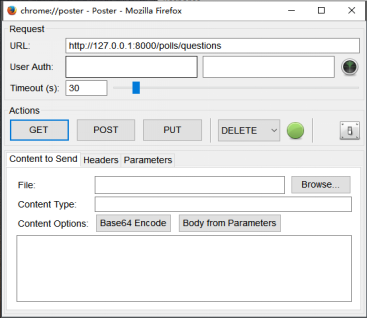 chrome://poster - Poster - Mozilla Firefox
Request
URL: http://127.0.0.1:8000/polls/questions
User Auth:
Timeout (s): 30
Actions
GET POST PUT DELETE
Content to Send Headers Parameters
File: Browse...
Content Type:
Content Options: Base64 Encode Body from Parameters